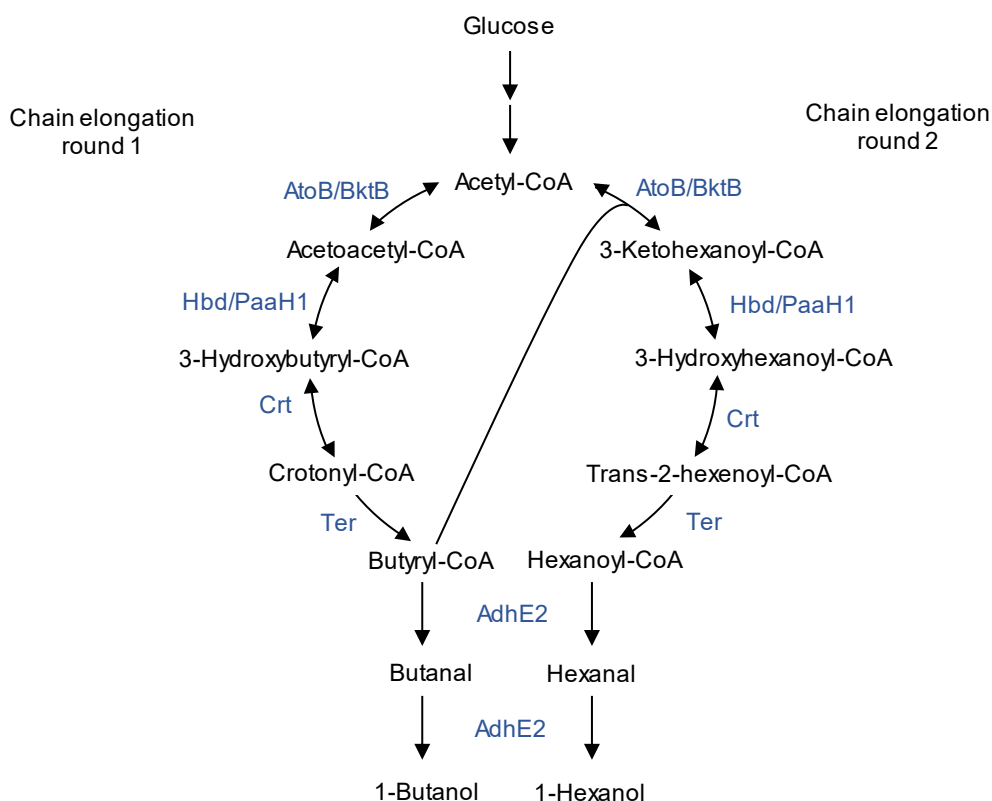 Glucose
Chain elongation
round 1
Chain elongation
round 2
Acetyl-CoA
AtoB/BktB
AtoB/BktB
Acetoacetyl-CoA
3-Ketohexanoyl-CoA
Hbd/PaaH1
Hbd/PaaH1
3-Hydroxybutyryl-CoA
3-Hydroxyhexanoyl-CoA
Crt
Crt
Crotonyl-CoA
Trans-2-hexenoyl-CoA
Ter
Ter
Butyryl-CoA
Hexanoyl-CoA
AdhE2
Butanal
Hexanal
AdhE2
1-Butanol
1-Hexanol